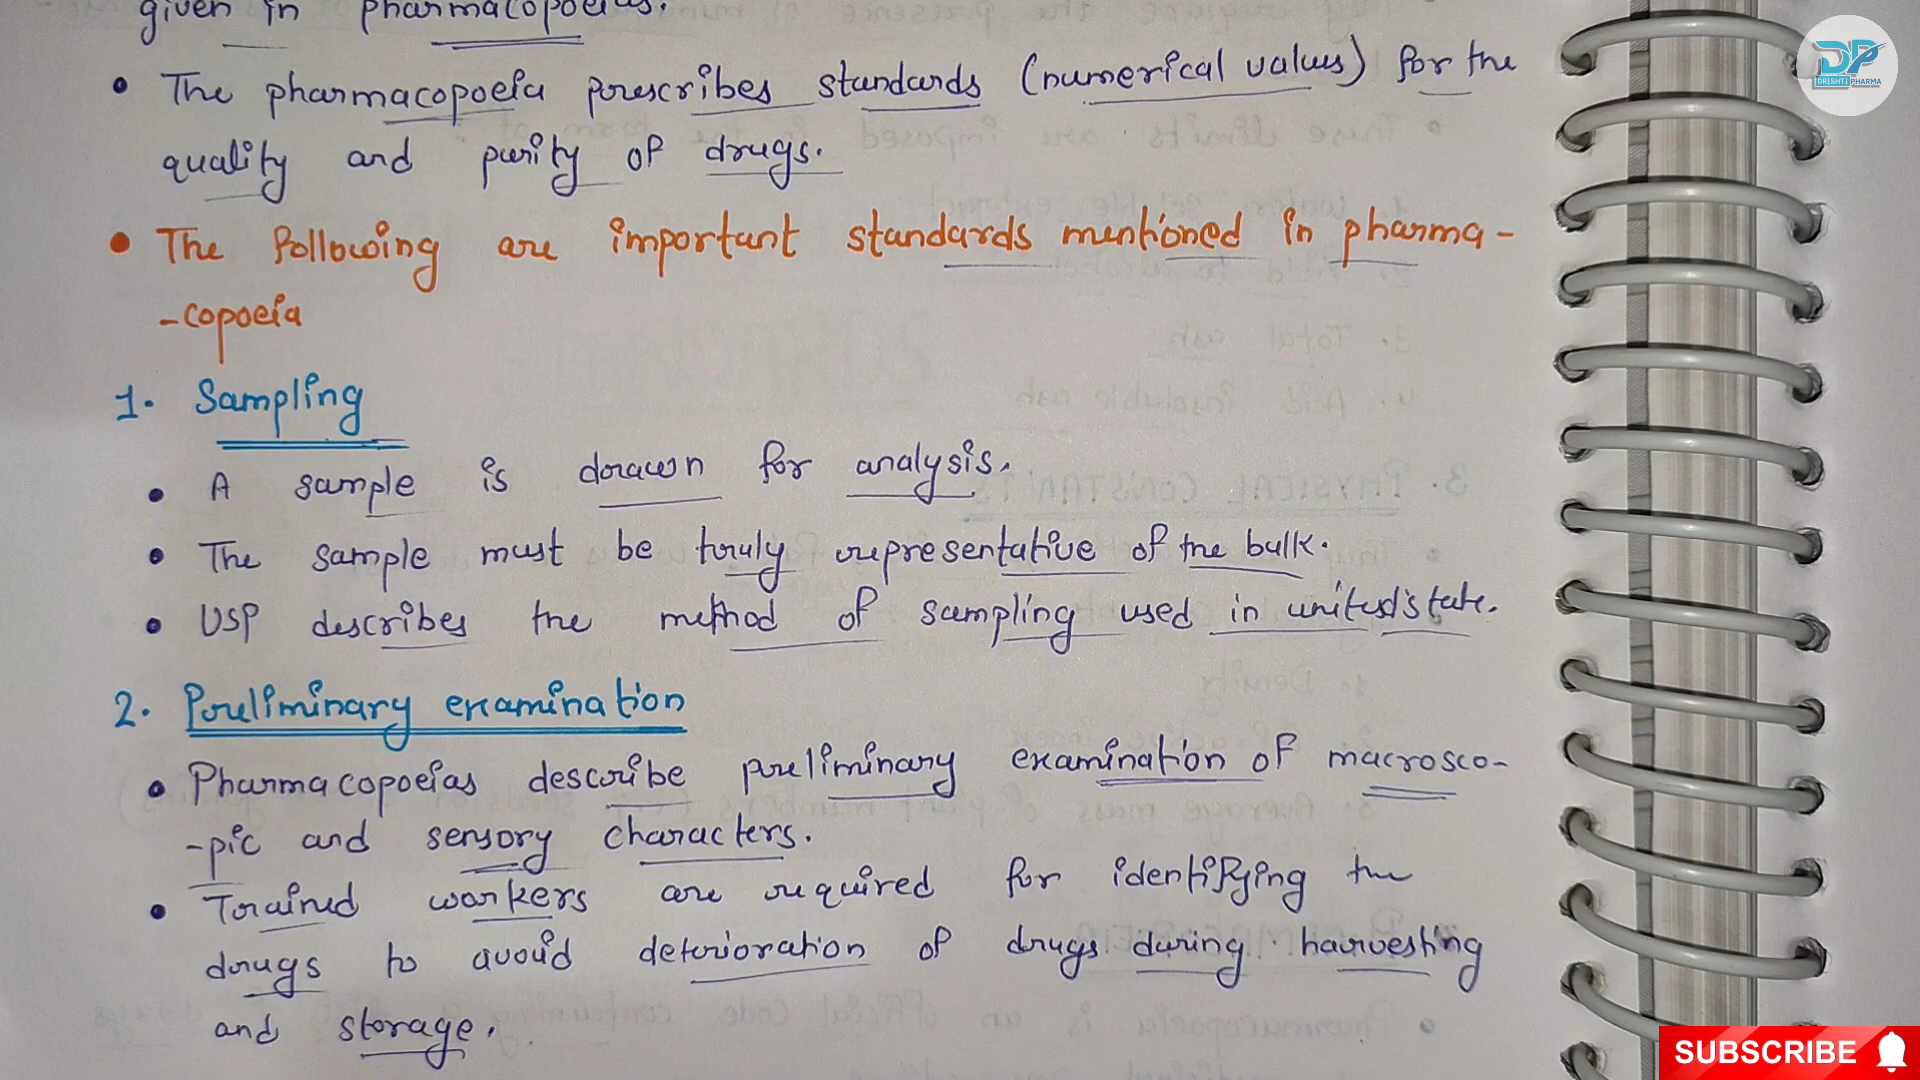 given in pharmacopoeias.
• The pharmacopoeia prescribes standards (numerical values) for the
quality and purity of drugs.
• The following are important standards mentioned in pharma-
-copoeia
1. Sampling
• A sample is drawn for analysis.
• The sample must be truly representative of the bulk.
• USP describes the method of sampling used in united state.
2. Preliminary examination
• Pharmacopoeias describe preliminary examination of macrosco-
-pic and sensory characters.
• Trained workers are required for identifying the
drugs to avoid deterioration of drugs during harvesting
and storage.
DP
DRISHTI PHARMA
SUBSCRIBE